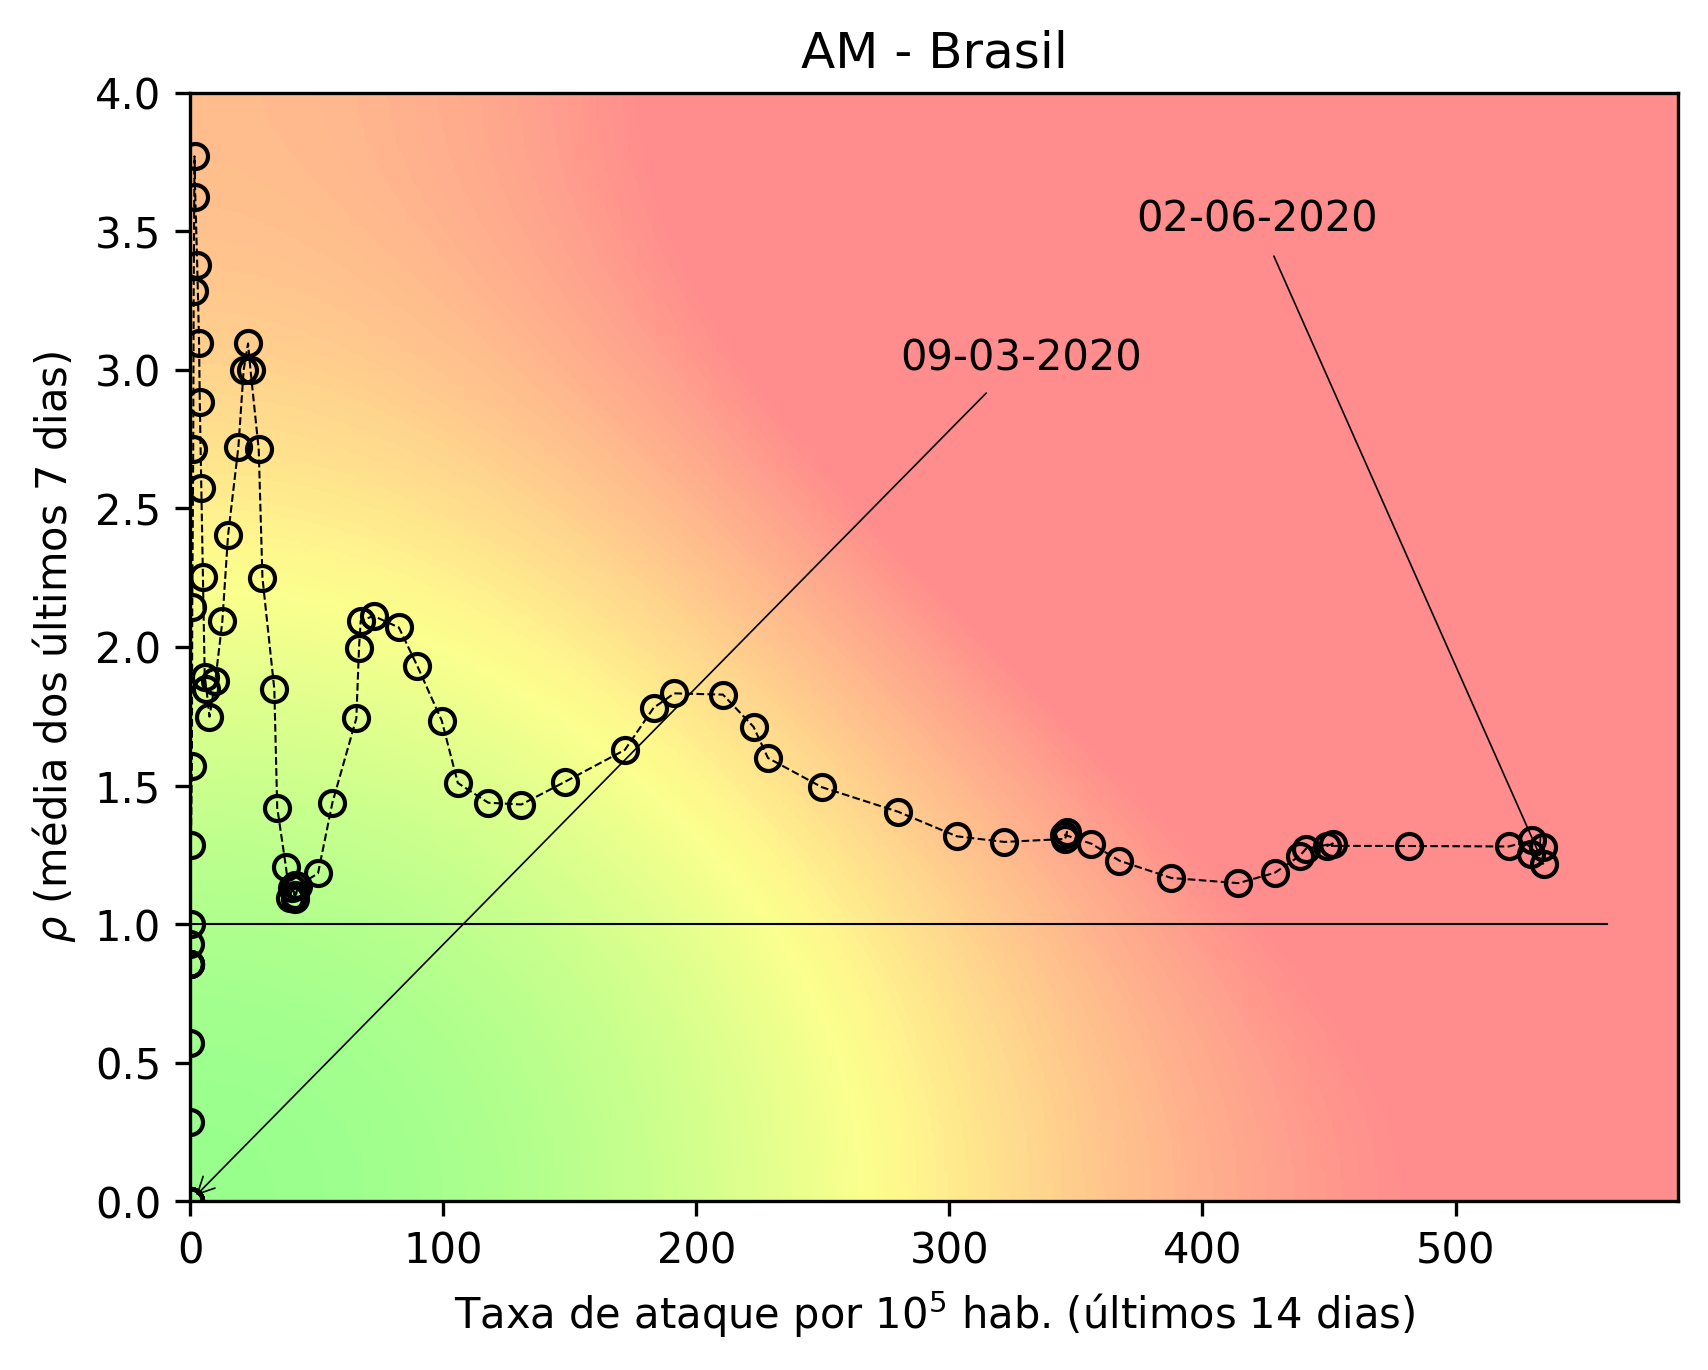 AM - Brasil
4.0
3.5
3.0
2.5
2.0
1.5
1.0
0.5
0.0
ρ (média dos últimos 7 dias)
02-06-2020
09-03-2020
0 100 200 300 400 500
Taxa de ataque por 10⁵ hab. (últimos 14 dias)